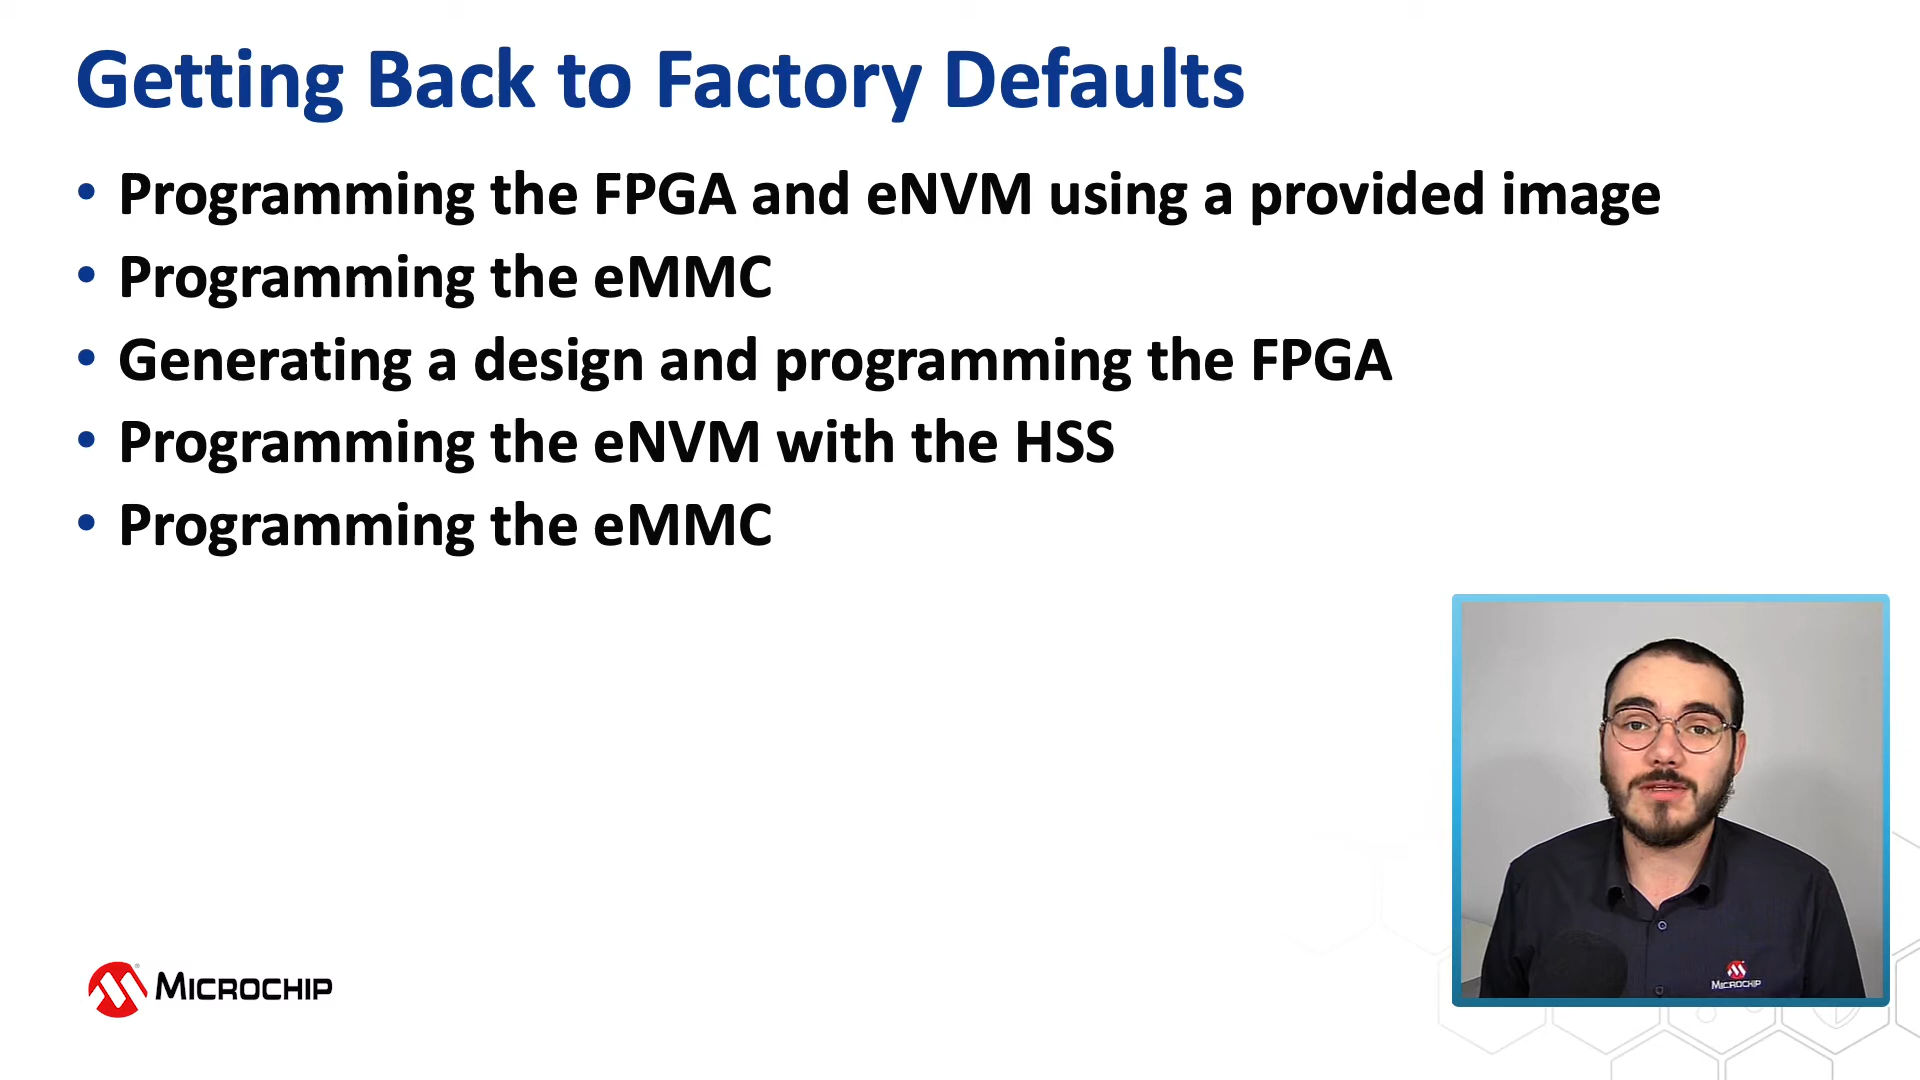 Getting Back to Factory Defaults
• Programming the FPGA and eNVM using a provided image
• Programming the eMMC
• Generating a design and programming the FPGA
• Programming the eNVM with the HSS
• Programming the eMMC
MICROCHIP
MICROCHIP